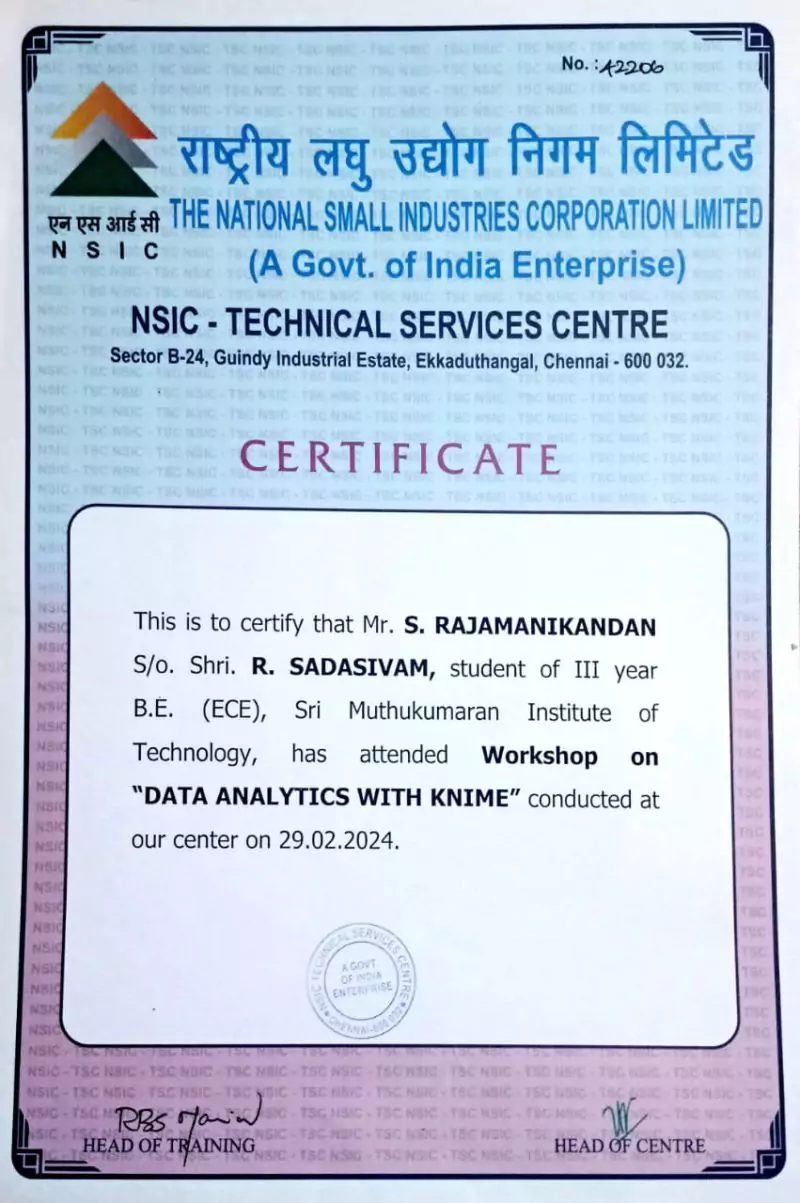 No. : A2206
राष्ट्रीय लघु उद्योग निगम लिमिटेड
एन एस आई सी
N S I C
THE NATIONAL SMALL INDUSTRIES CORPORATION LIMITED
(A Govt. of India Enterprise)
NSIC - TECHNICAL SERVICES CENTRE
Sector B-24, Guindy Industrial Estate, Ekkaduthangal, Chennai - 600 032.
CERTIFICATE
This is to certify that Mr. S. RAJAMANIKANDAN
S/o. Shri. R. SADASIVAM, student of III year
B.E. (ECE), Sri Muthukumaran Institute of
Technology, has attended Workshop on
“DATA ANALYTICS WITH KNIME” conducted at
our center on 29.02.2024.
NSIC TECHNICAL SERVICES CENTRE
A GOVT.
OF INDIA
ENTERPRISE
CHENNAI-600 032
HEAD OF TRAINING
HEAD OF CENTRE